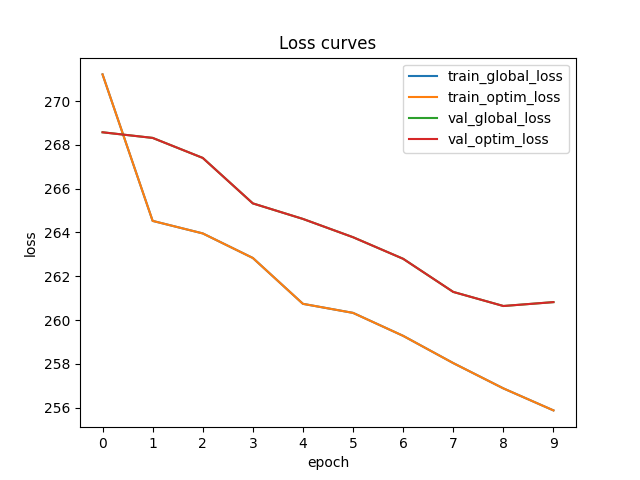 Loss curves
train_global_loss
train_optim_loss
val_global_loss
val_optim_loss
270
268
266
264
262
260
258
256
loss
0 1 2 3 4 5 6 7 8 9
epoch